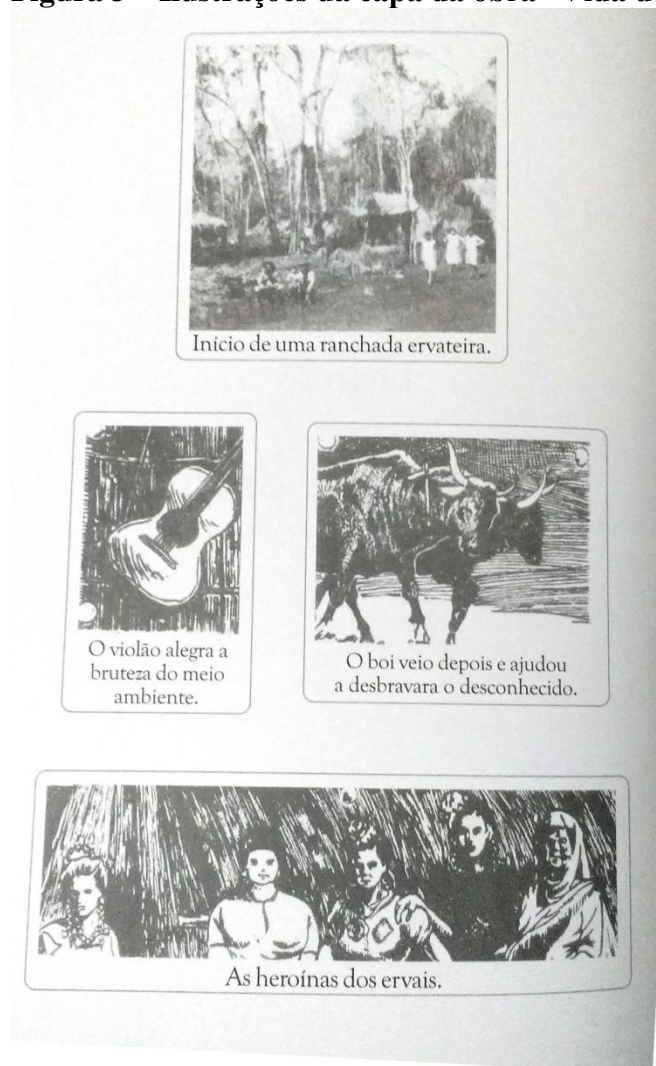 Início de uma ranchada ervateira.
O violão alegra a
bruteza do meio
ambiente.
O boi veio depois e ajudou
a desbravara o desconhecido.
As heroínas dos ervais.